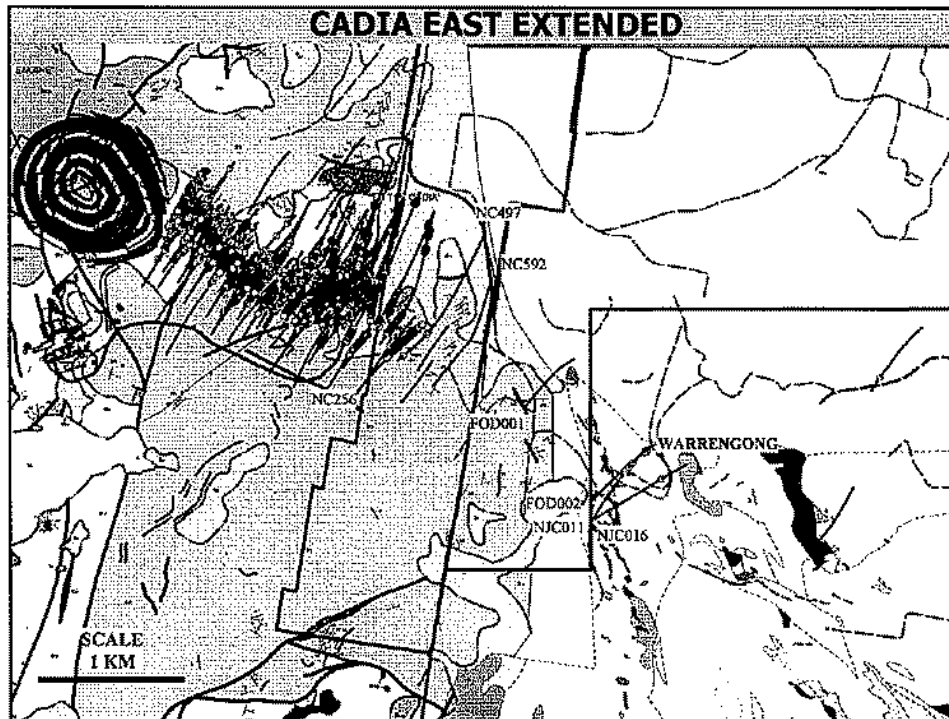 CADIA EAST EXTENDED
NC497
NC592
NC256
FOD001
WARRENGONG
FOD002
NJC011
NJC016
SCALE
1 KM